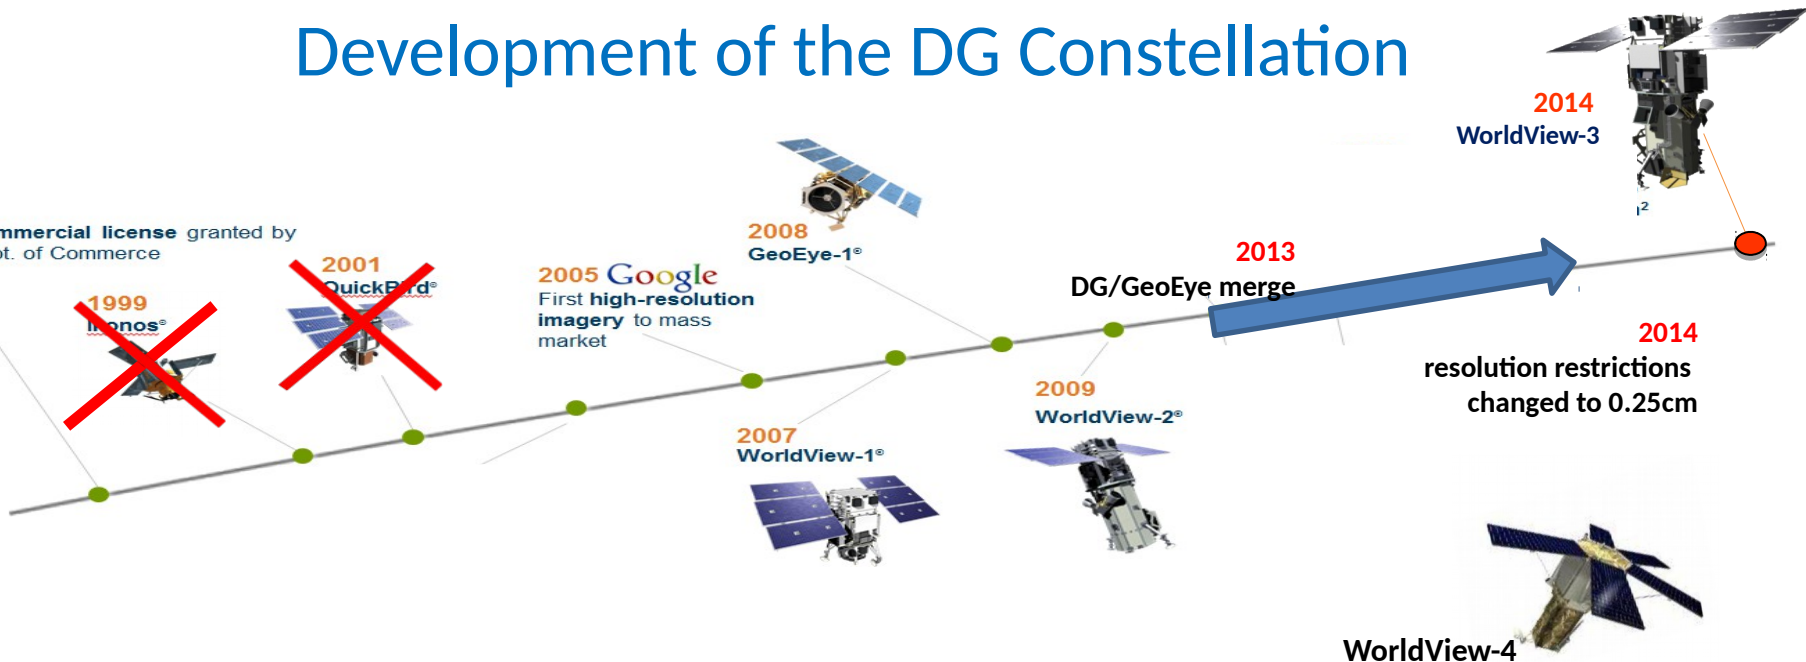 Development of the DG Constellation
2014
WorldView-3
granted by
license
of Commerce
1999
Ikonos®
2001
QuickBird®
2005 Google
First high-resolution
imagery to mass
market
2008
GeoEye-1®
2007
WorldView-1®
2009
WorldView-2®
2013
DG/GeoEye merge
2014
resolution restrictions
changed to 0.25cm
WorldView-4